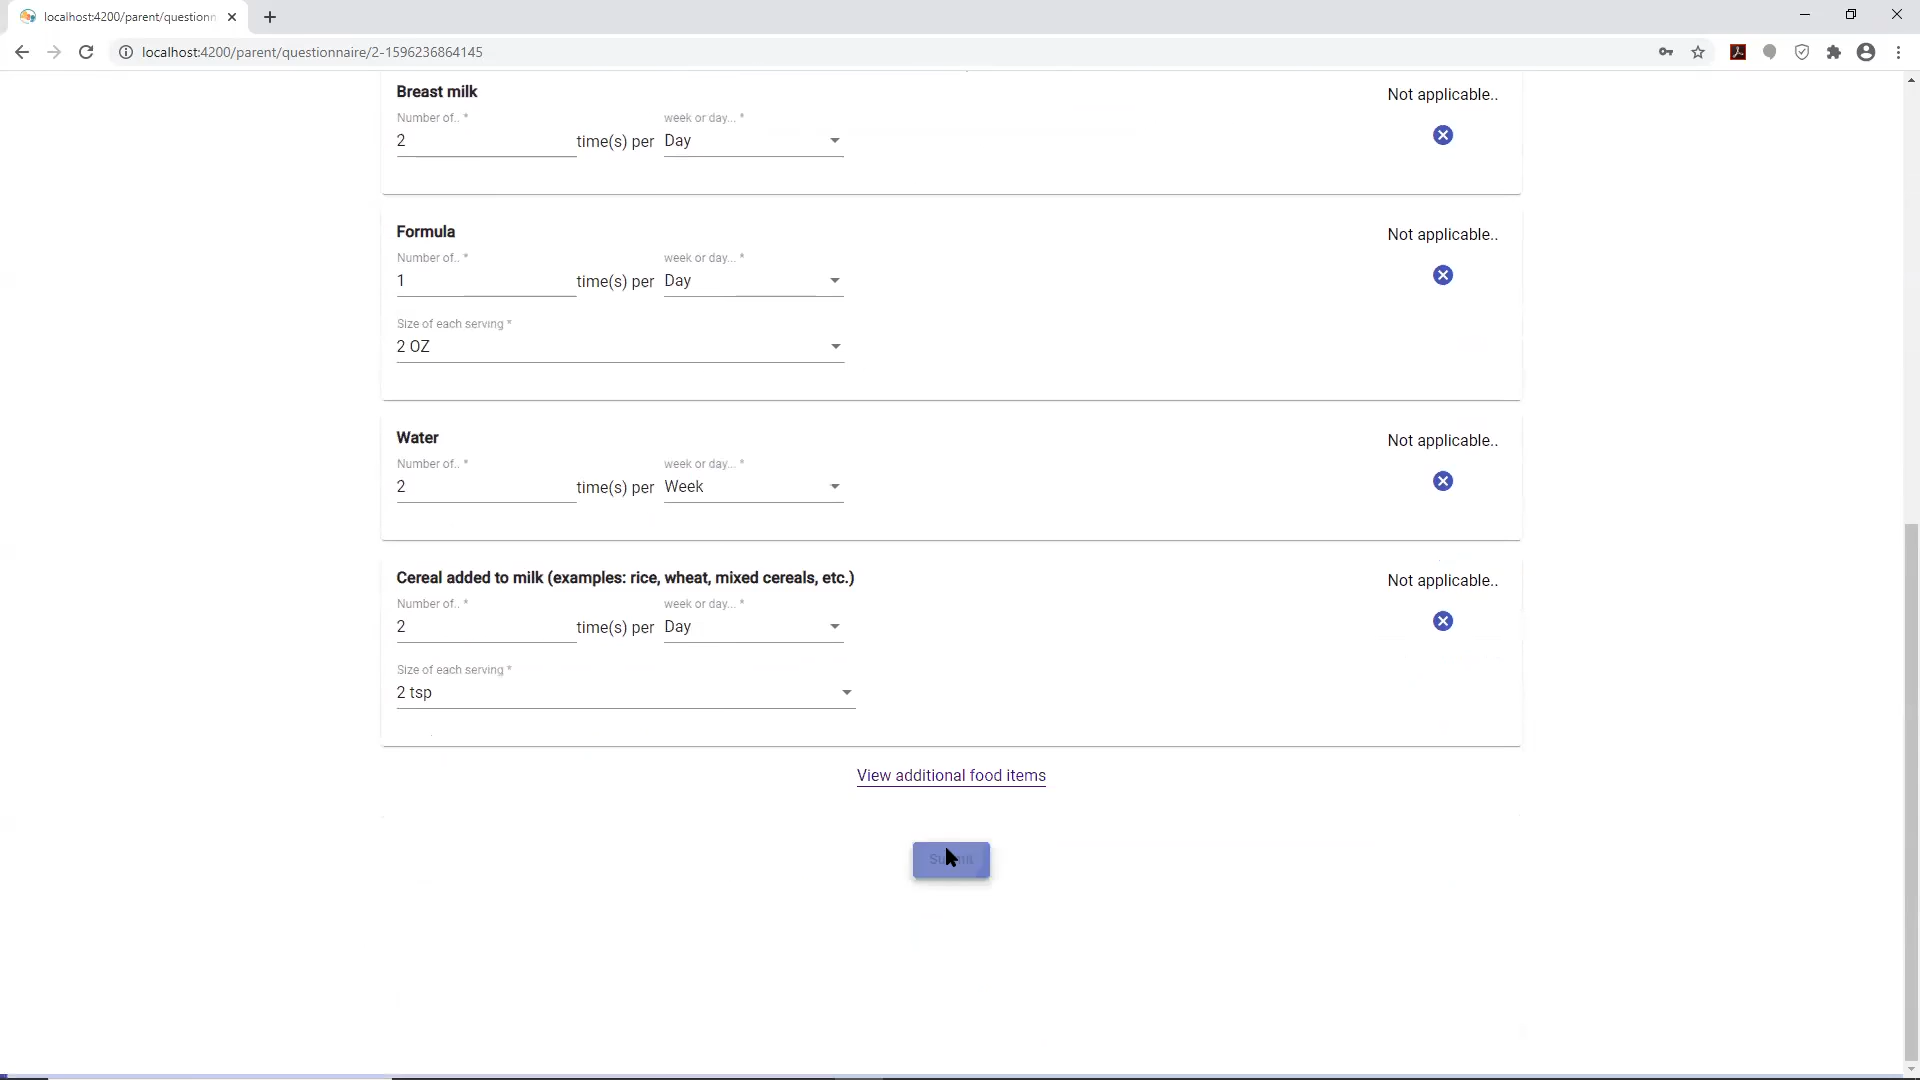 localhost:4200/parent/questionn
localhost:4200/parent/questionnaire/2-1596236864145
Breast milk
Not applicable..
Number of.. *
week or day... *
2 time(s) per Day
Formula
Not applicable..
Number of.. *
week or day... *
1 time(s) per Day
Size of each serving *
2 OZ
Water
Not applicable..
Number of.. *
week or day... *
2 time(s) per Week
Cereal added to milk (examples: rice, wheat, mixed cereals, etc.)
Not applicable..
Number of.. *
week or day... *
2 time(s) per Day
Size of each serving *
2 tsp
View additional food items